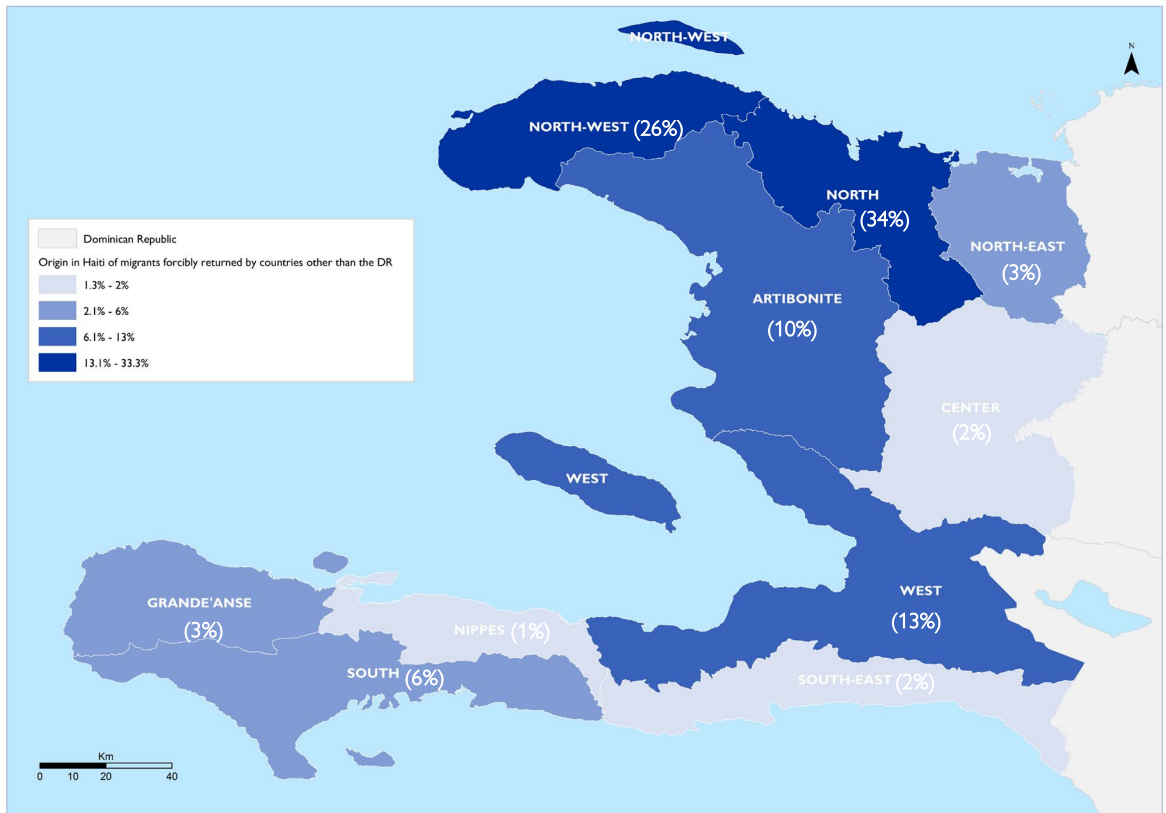 N
NORTH-WEST
NORTH-WEST (26%)
NORTH
(34%)
NORTH-EAST
(3%)
Dominican Republic
Origin in Haiti of migrants forcibly returned by countries other than the DR
1.3% - 2%
2.1% - 6%
6.1% - 13%
13.1% - 33.3%
ARTIBONITE
(10%)
CENTER
(2%)
WEST
WEST
(13%)
GRANDE'ANSE
(3%)
NIPPES (1%)
SOUTH (6%)
SOUTH-EAST (2%)
Km
0 10 20 40